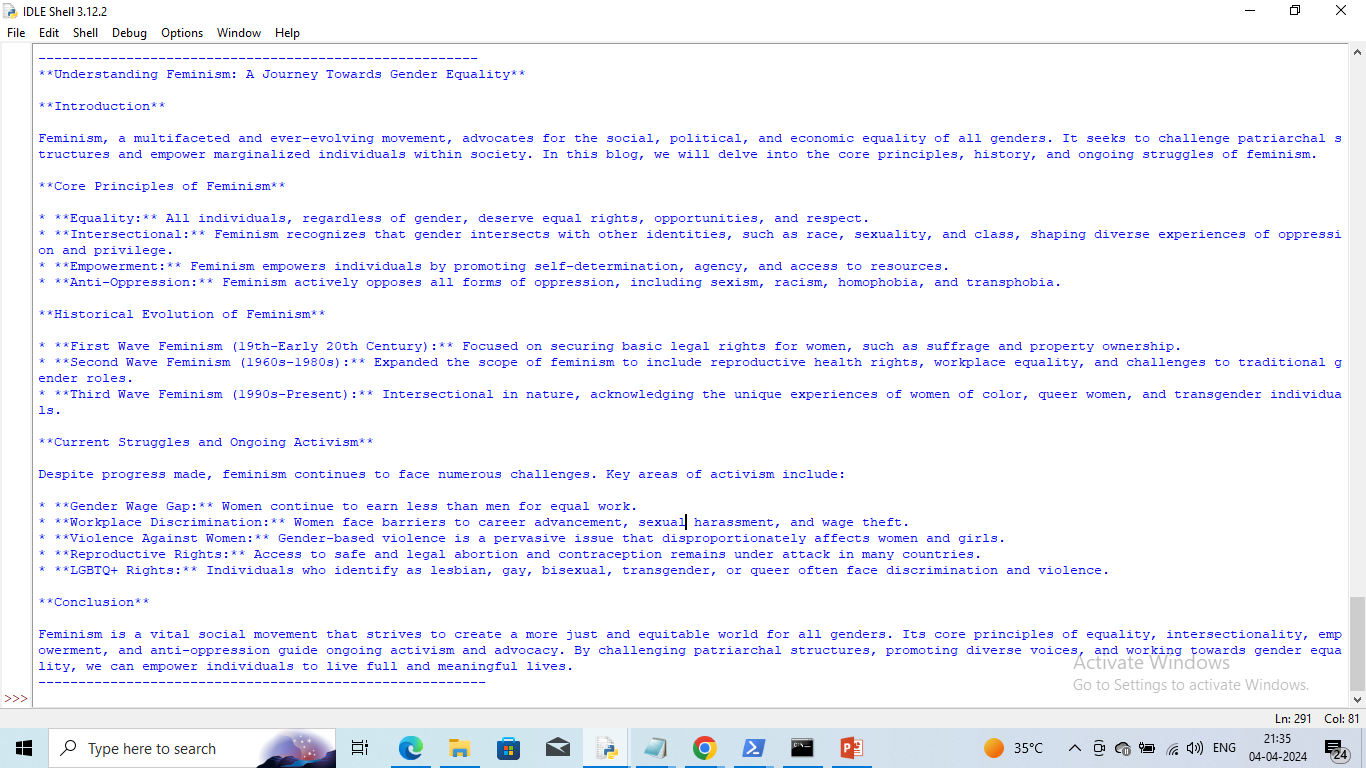 IDLE Shell 3.12.2
File Edit Shell Debug Options Window Help
-------------------------------------------------------
**Understanding Feminism: A Journey Towards Gender Equality**
**Introduction**
Feminism, a multifaceted and ever-evolving movement, advocates for the social, political, and economic equality of all genders. It seeks to challenge patriarchal s
tructures and empower marginalized individuals within society. In this blog, we will delve into the core principles, history, and ongoing struggles of feminism.
**Core Principles of Feminism**
* **Equality:** All individuals, regardless of gender, deserve equal rights, opportunities, and respect.
* **Intersectional:** Feminism recognizes that gender intersects with other identities, such as race, sexuality, and class, shaping diverse experiences of oppressi
on and privilege.
* **Empowerment:** Feminism empowers individuals by promoting self-determination, agency, and access to resources.
* **Anti-Oppression:** Feminism actively opposes all forms of oppression, including sexism, racism, homophobia, and transphobia.
**Historical Evolution of Feminism**
* **First Wave Feminism (19th-Early 20th Century):** Focused on securing basic legal rights for women, such as suffrage and property ownership.
* **Second Wave Feminism (1960s-1980s):** Expanded the scope of feminism to include reproductive health rights, workplace equality, and challenges to traditional g
ender roles.
* **Third Wave Feminism (1990s-Present):** Intersectional in nature, acknowledging the unique experiences of women of color, queer women, and transgender individua
ls.
**Current Struggles and Ongoing Activism**
Despite progress made, feminism continues to face numerous challenges. Key areas of activism include:
* **Gender Wage Gap:** Women continue to earn less than men for equal work.
* **Workplace Discrimination:** Women face barriers to career advancement, sexual harassment, and wage theft.
* **Violence Against Women:** Gender-based violence is a pervasive issue that disproportionately affects women and girls.
* **Reproductive Rights:** Access to safe and legal abortion and contraception remains under attack in many countries.
* **LGBTQ+ Rights:** Individuals who identify as lesbian, gay, bisexual, transgender, or queer often face discrimination and violence.
**Conclusion**
Feminism is a vital social movement that strives to create a more just and equitable world for all genders. Its core principles of equality, intersectionality, emp
owerment, and anti-oppression guide ongoing activism and advocacy. By challenging patriarchal structures, promoting diverse voices, and working towards gender equa
lity, we can empower individuals to live full and meaningful lives.
--------------------------------------------------------
Activate Windows
Go to Settings to activate Windows.
>>>
Ln: 291 Col: 81
Type here to search
35°C
ENG
21:35
04-04-2024
24